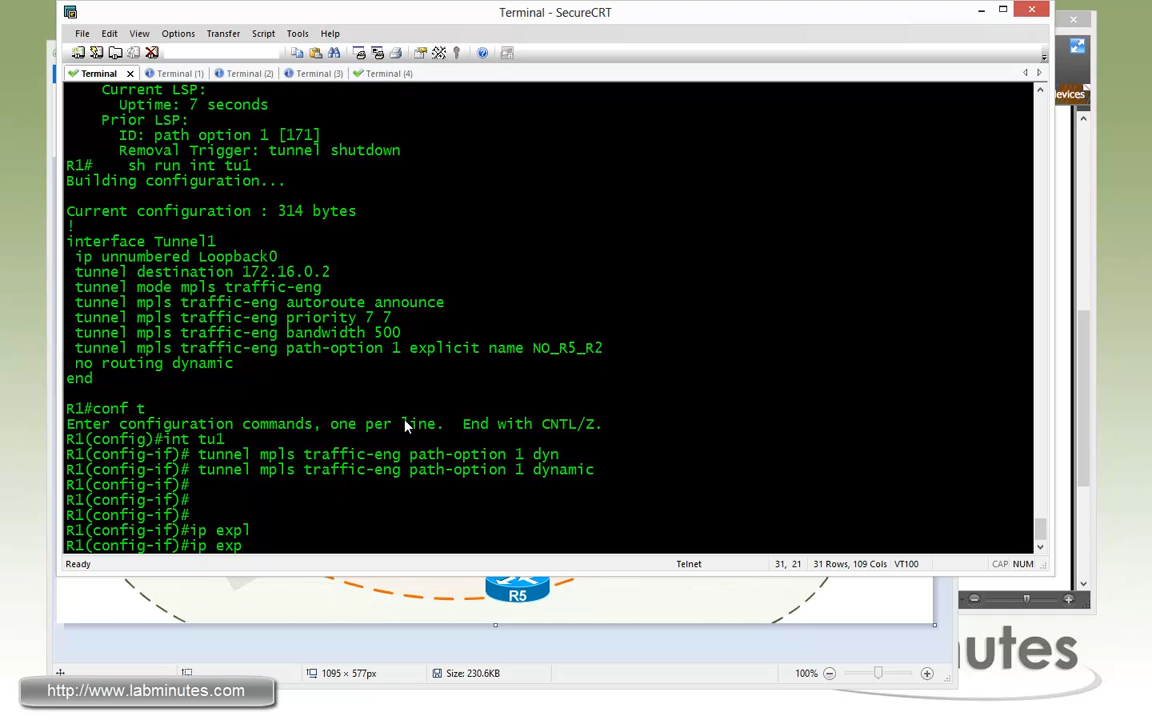 Terminal - SecureCRT
File Edit View Options Transfer Script Tools Help
Terminal Terminal (1) Terminal (2) Terminal (3) Terminal (4)
Current LSP:
Uptime: 7 seconds
Prior LSP:
ID: path option 1 [171]
Removal Trigger: tunnel shutdown
R1# sh run int tu1
Building configuration...
Current configuration : 314 bytes
!
interface Tunnel1
ip unnumbered Loopback0
tunnel destination 172.16.0.2
tunnel mode mpls traffic-eng
tunnel mpls traffic-eng autoroute announce
tunnel mpls traffic-eng priority 7 7
tunnel mpls traffic-eng bandwidth 500
tunnel mpls traffic-eng path-option 1 explicit name NO_R5_R2
no routing dynamic
end
R1#conf t
Enter configuration commands, one per line. End with CNTL/Z.
R1(config)#int tu1
R1(config-if)# tunnel mpls traffic-eng path-option 1 dyn
R1(config-if)# tunnel mpls traffic-eng path-option 1 dynamic
R1(config-if)#
R1(config-if)#
R1(config-if)#
R1(config-if)#ip expl
R1(config-if)#ip exp
Ready Telnet 31, 21 31 Rows, 109 Cols VT100 CAP NUM
evices
R5
1095 × 577px Size: 230.6KB 100%
nutes
http://www.labminutes.com